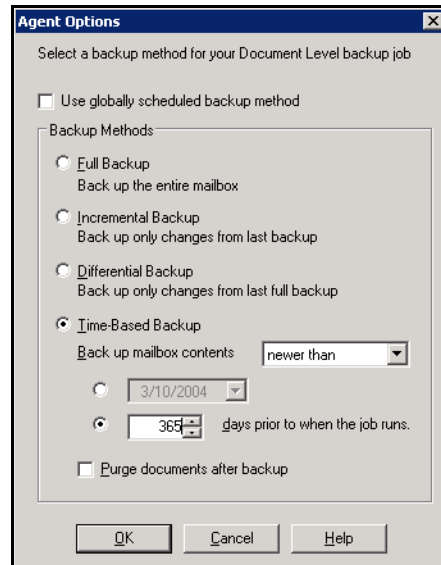 Agent Options
Select a backup method for your Document Level backup job
Use globally scheduled backup method
Backup Methods
Full Backup
Back up the entire mailbox
Incremental Backup
Back up only changes from last backup
Differential Backup
Back up only changes from last full backup
Time-Based Backup
Back up mailbox contents newer than
3/10/2004
365 days prior to when the job runs.
Purge documents after backup
OK Cancel Help